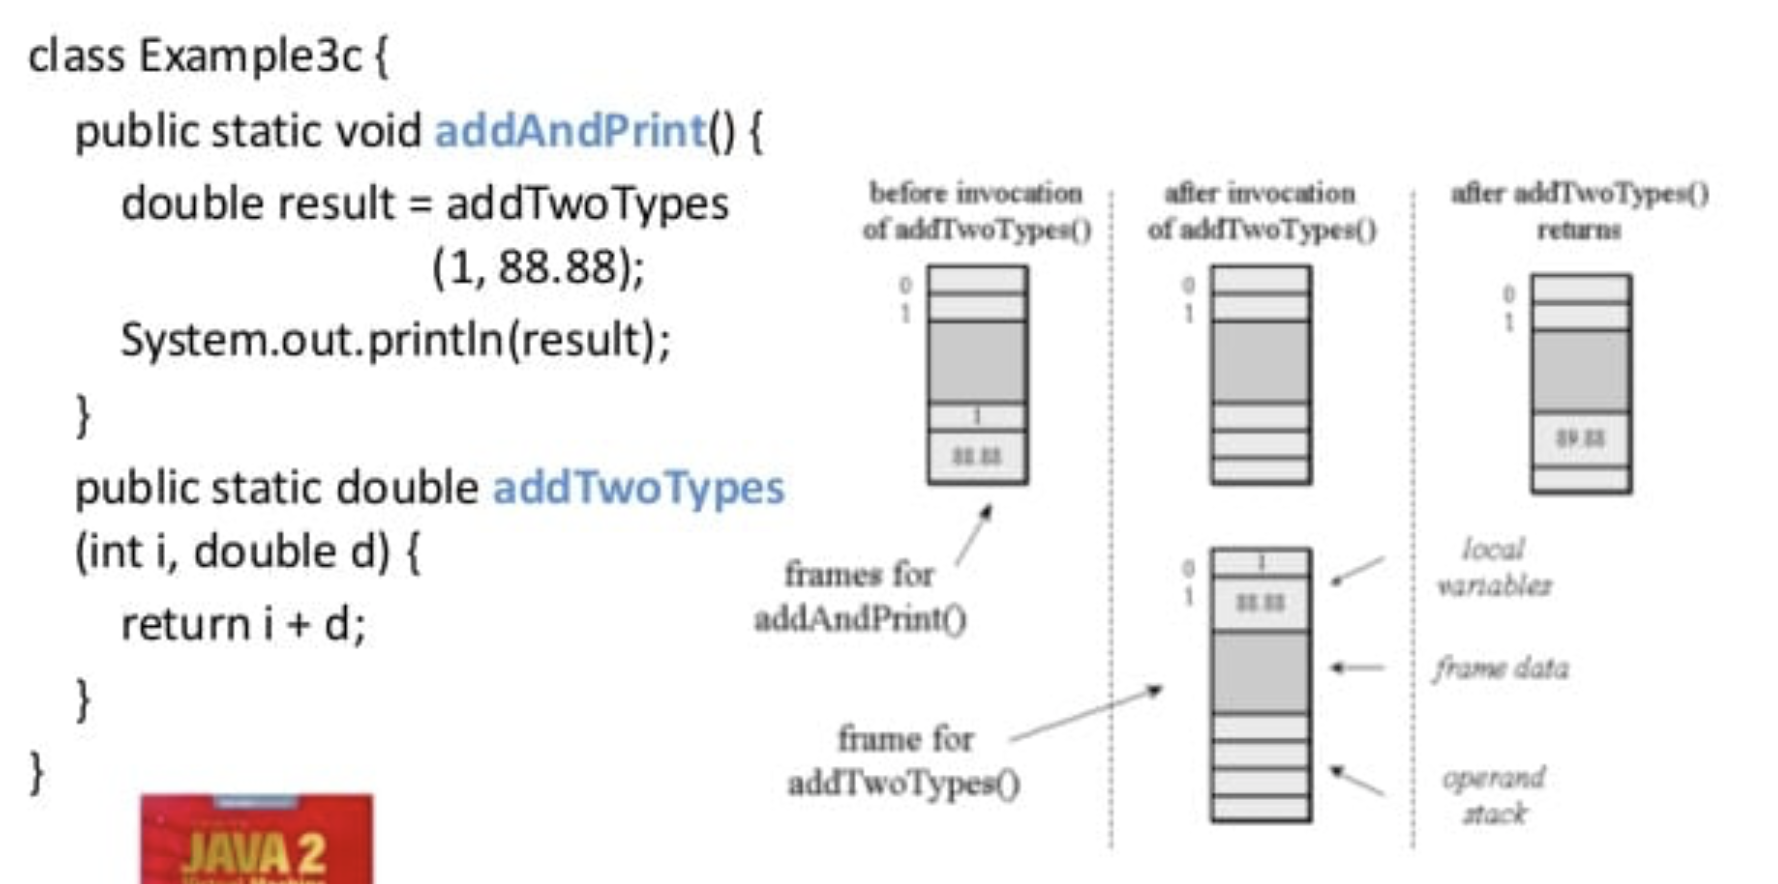 class Example3c {
public static void addAndPrint() {
double result = addTwoTypes
(1, 88.88);
System.out.println(result);
}
public static double addTwoTypes
(int i, double d) {
return i + d;
}
}
before invocation
of addTwoTypes()
0
1
1
88.88
frames for
addAndPrint()
after invocation
of addTwoTypes()
0
1
0
1
1
88.88
frame for
addTwoTypes()
after addTwoTypes()
returns
0
1
89.88
local
variables
frame data
operand
stack
JAVA 2
Virtual Machine